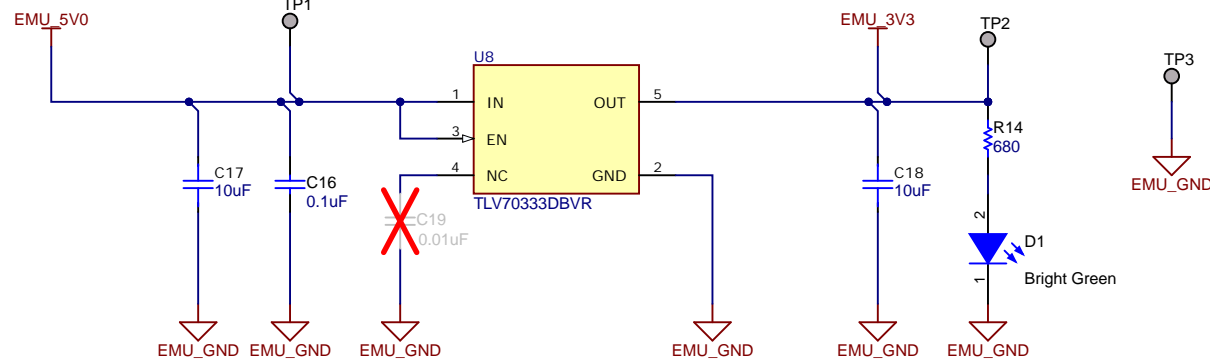 EMU_5V0
TP1
EMU_3V3
TP2
TP3
U8
1 IN
OUT 5
3 EN
4 NC
GND 2
TLV70333DBVR
R14
680
C17
10uF
C16
0.1uF
C19
0.01uF
C18
10uF
2
D1
Bright Green
1
EMU_GND
EMU_GND
EMU_GND
EMU_GND
EMU_GND
EMU_GND
EMU_GND